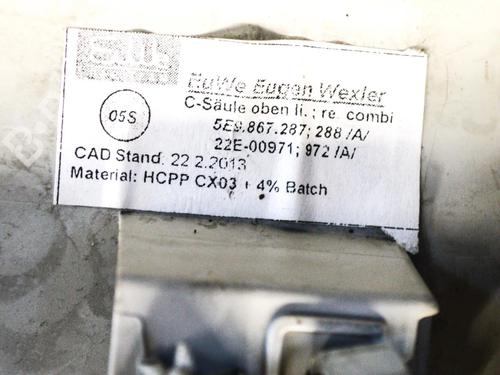 EuWe Eugen Wexler
C-Säule oben li. ; re. combi
05S
5E9.867.287; 288 /A/
22E-00971; 972 /A/
CAD Stand: 22.2.2013
Material: HCPP CX03 + 4% Batch